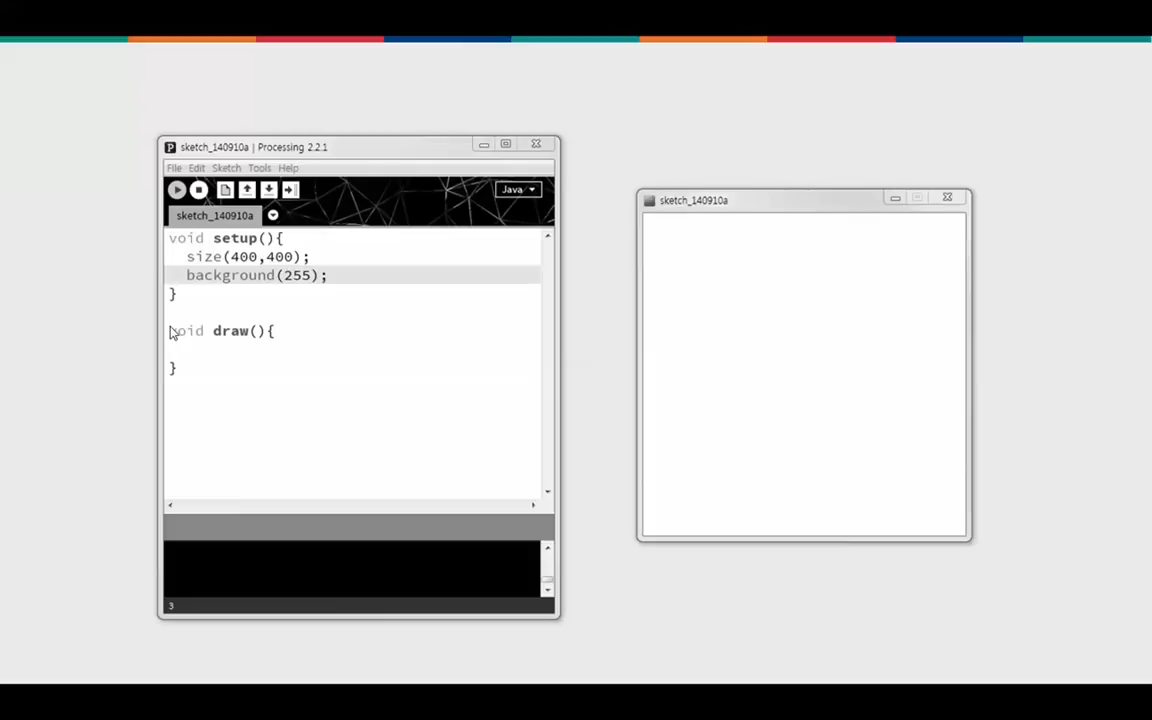 sketch_140910a | Processing 2.2.1
File Edit Sketch Tools Help
Java
sketch_140910a
void setup(){
size(400,400);
background(255);
}
void draw(){
}
3
sketch_140910a